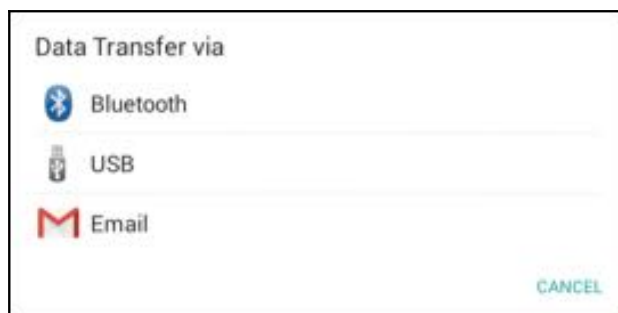 Data Transfer via
Bluetooth
USB
Email
CANCEL